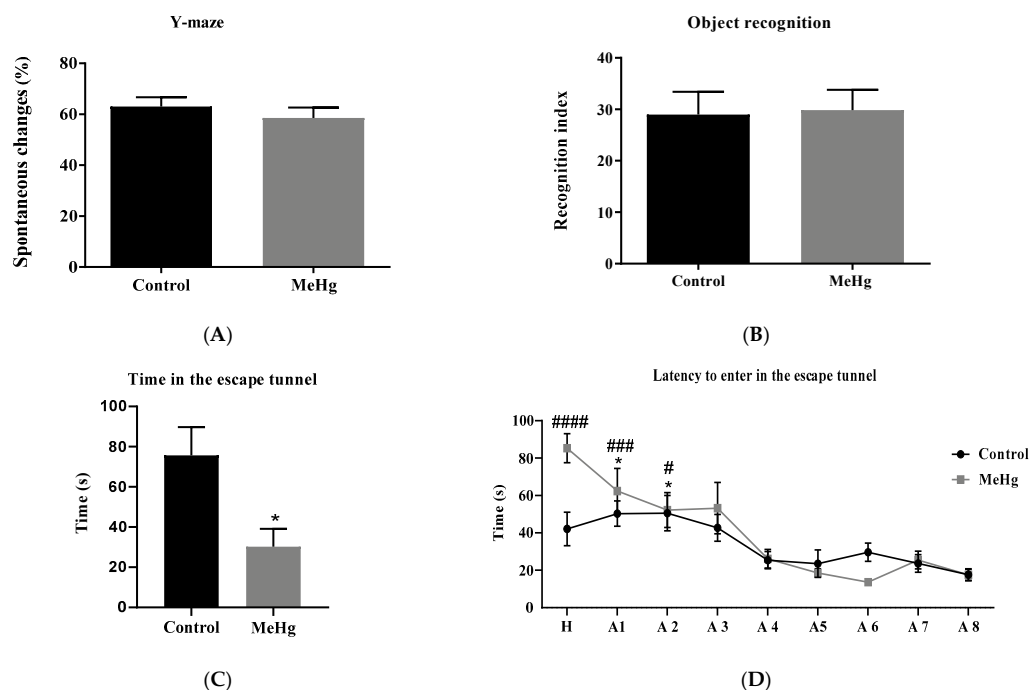 Y-maze
Spontaneous changes (%)
80
60
40
20
0
Control MeHg
(A)
Object recognition
Recognition index
40
30
20
10
0
Control MeHg
(B)
Time in the escape tunnel
Time (s)
100
80
60
40
20
0
*
Control MeHg
(C)
Latency to enter in the escape tunnel
Time (s)
100
80
60
40
20
0
####
###
*
#
*
Control
MeHg
H A1 A 2 A 3 A 4 A5 A 6 A 7 A 8
(D)